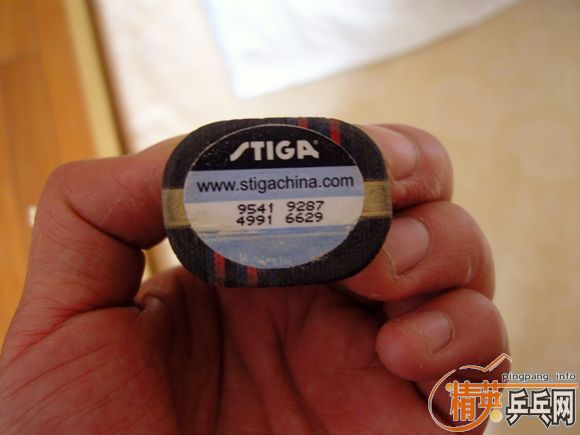 STIGA
www.stigachina.com
9541 9287
4991 6629
pingpang.info
精英乒乓网